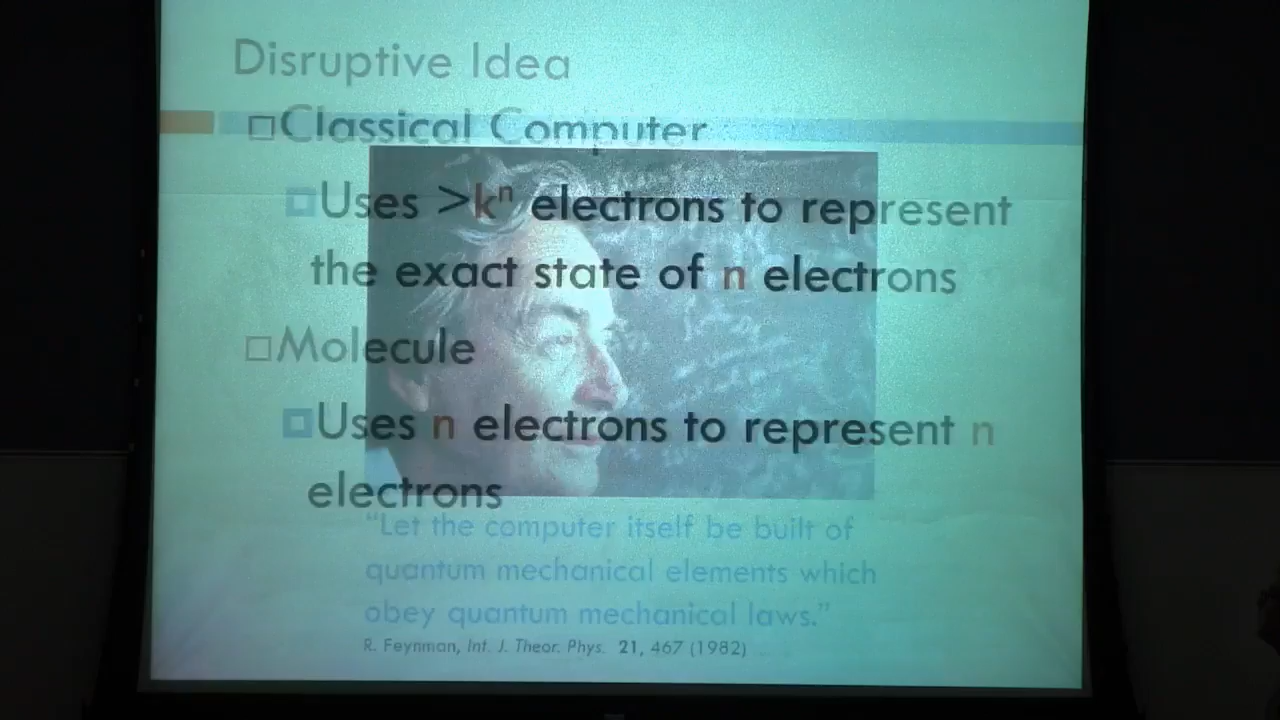 Disruptive Idea
Classical Computer
Uses >kⁿ electrons to represent
the exact state of n electrons
Molecule
Uses n electrons to represent n
electrons
“Let the computer itself be built of
quantum mechanical elements which
obey quantum mechanical laws.”
R. Feynman, Int. J. Theor. Phys. 21, 467 (1982)